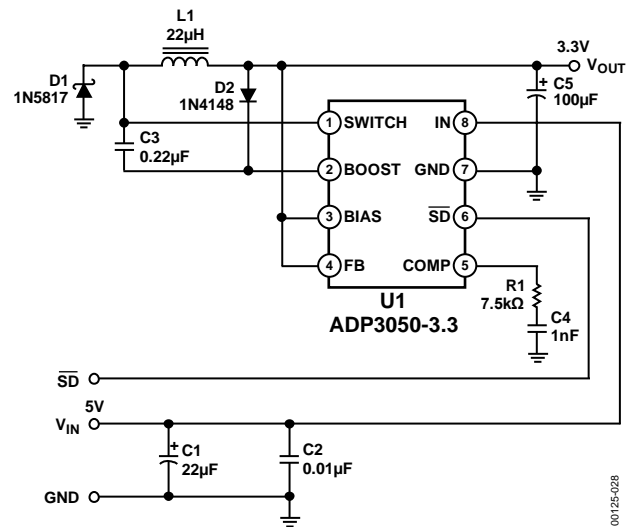 L1
22µH
3.3V
VOUT
D1
1N5817
D2
1N4148
C5
100µF
+
1 SWITCH IN 8
C3
0.22µF
2 BOOST GND 7
3 BIAS SD 6
4 FB COMP 5
R1
7.5kΩ
U1
ADP3050-3.3
C4
1nF
SD
5V
VIN
+
C1
22µF
C2
0.01µF
GND
00125-028